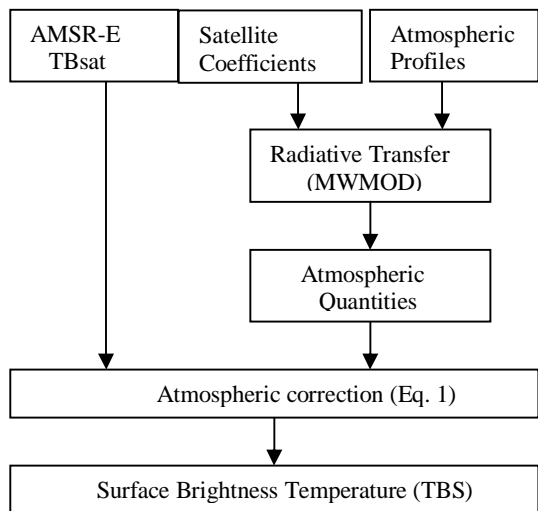 AMSR-E
TBsat
Satellite
Coefficients
Atmospheric
Profiles
Radiative Transfer
(MWMOD)
Atmospheric
Quantities
Atmospheric correction (Eq. 1)
Surface Brightness Temperature (TBS)